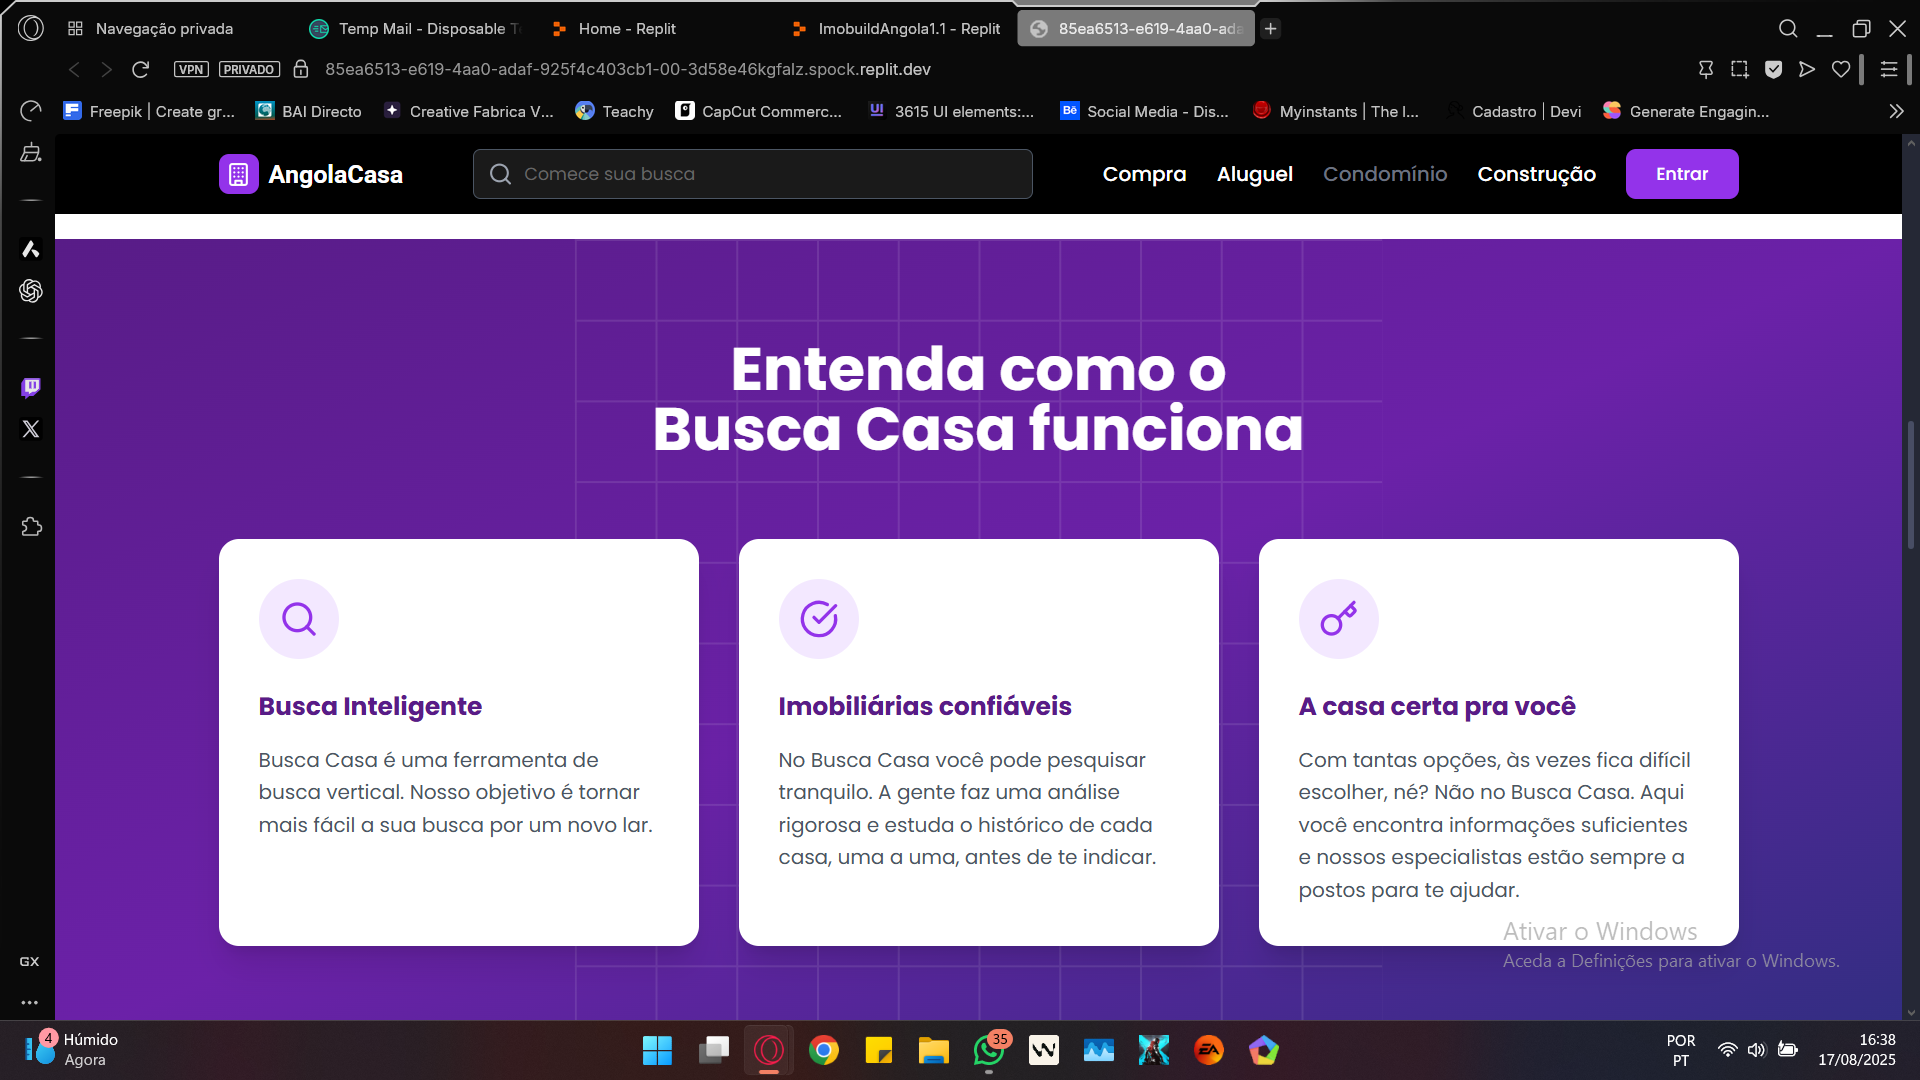 Navegação privada
Temp Mail - Disposable
Home - Replit
ImobuildAngola1.1 - Replit
85ea6513-e619-4aa0-ada
VPN
PRIVADO
85ea6513-e619-4aa0-adaf-925f4c403cb1-00-3d58e46kgfalz.spock.replit.dev
Freepik | Create gr...
BAI Directo
Creative Fabrica V...
Teachy
CapCut Commerc...
UI
3615 UI elements:...
Bē
Social Media - Dis...
Myinstants | The I...
Cadastro | Devi
Generate Engagin...
AngolaCasa
Comece sua busca
Compra
Aluguel
Condomínio
Construção
Entrar
Entenda como o
Busca Casa funciona
Busca Inteligente
Busca Casa é uma ferramenta de
busca vertical. Nosso objetivo é tornar
mais fácil a sua busca por um novo lar.
Imobiliárias confiáveis
No Busca Casa você pode pesquisar
tranquilo. A gente faz uma análise
rigorosa e estuda o histórico de cada
casa, uma a uma, antes de te indicar.
A casa certa pra você
Com tantas opções, às vezes fica difícil
escolher, né? Não no Busca Casa. Aqui
você encontra informações suficientes
e nossos especialistas estão sempre a
postos para te ajudar.
Ativar o Windows
Aceda a Definições para ativar o Windows.
GX
4
Húmido
Agora
35
EA
POR
PT
16:38
17/08/2025